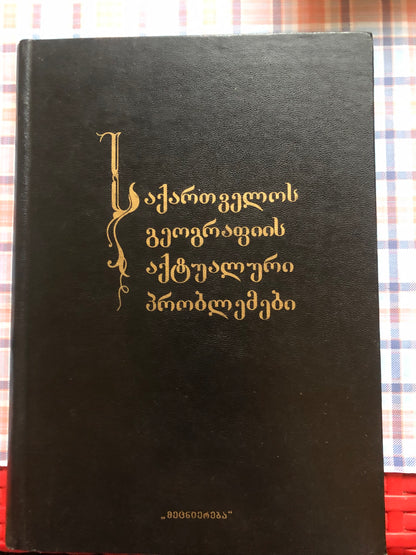 საქართველოს
გეოგრაფიის
აქტუალური
პრობლემები
„მეცნიერება“